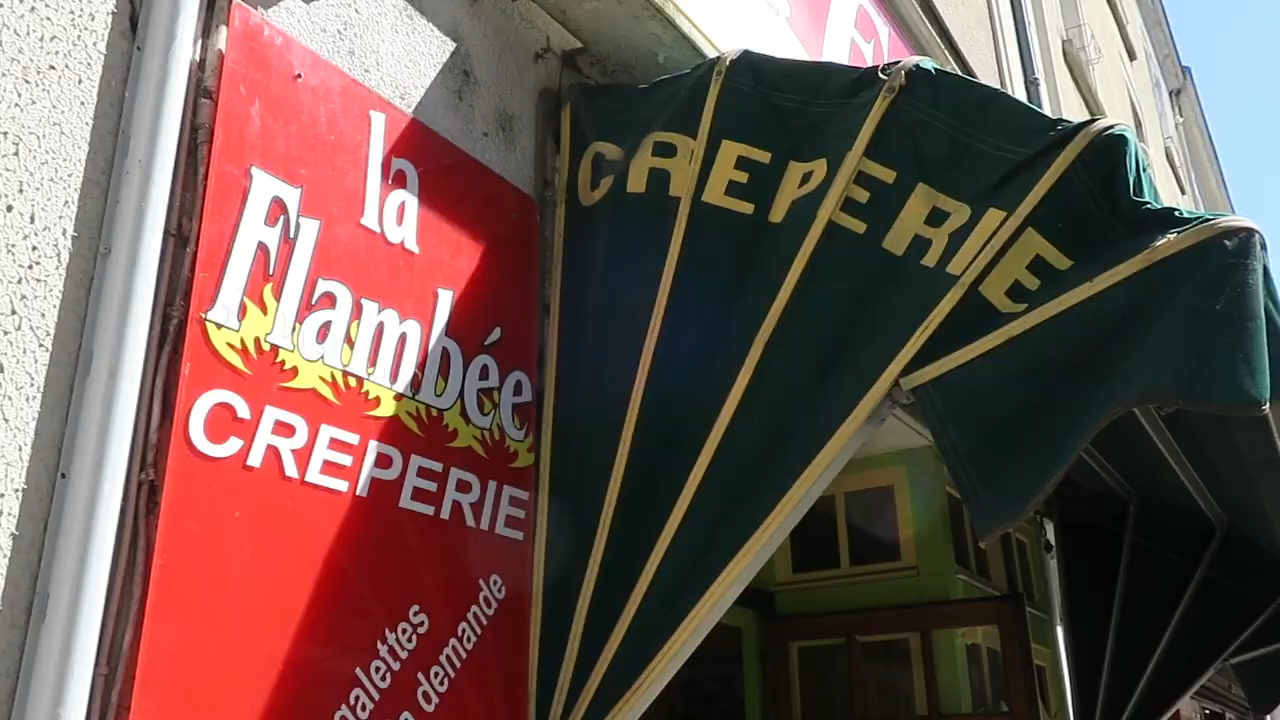 la
Flambée
CREPERIE
galettes
demande
CREPERIE